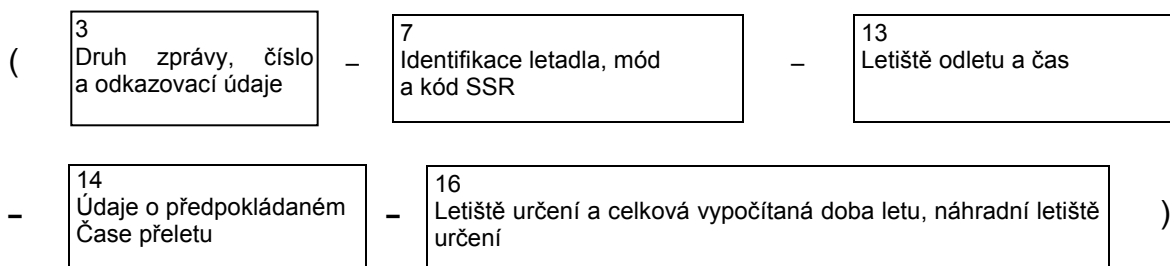 3 7 13
( Druh zprávy, číslo – Identifikace letadla, mód – Letiště odletu a čas
a odkazovací údaje a kód SSR
14 16
– Údaje o předpokládaném – Letiště určení a celková vypočítaná doba letu, náhradní letiště )
Čase přeletu určení